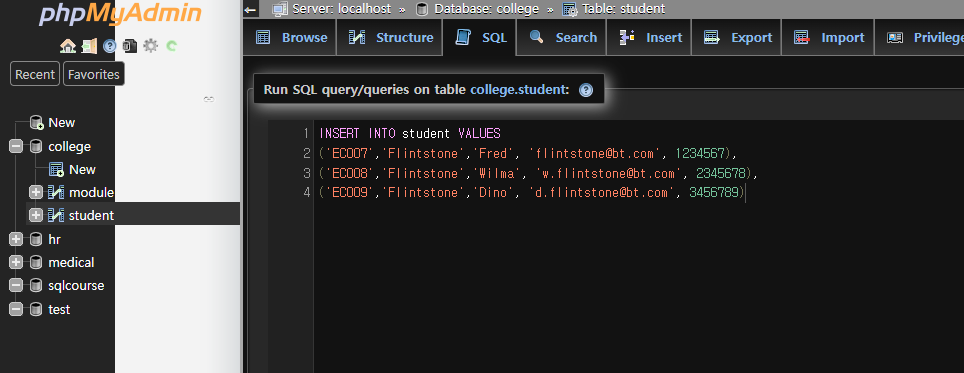 phpMyAdmin
Server: localhost » Database: college » Table: student
Browse Structure SQL Search Insert Export Import Privileg
Recent Favorites
Run SQL query/queries on table college.student:
New
college
New
module
student
hr
medical
sqlcourse
test
1 INSERT INTO student VALUES
2 ('EC007','Flintstone','Fred', 'flintstone@bt.com', 1234567),
3 ('EC008','Flintstone','Wilma', 'w.flintstone@bt.com', 2345678),
4 ('EC009','Flintstone','Dino', 'd.flintstone@bt.com', 3456789)